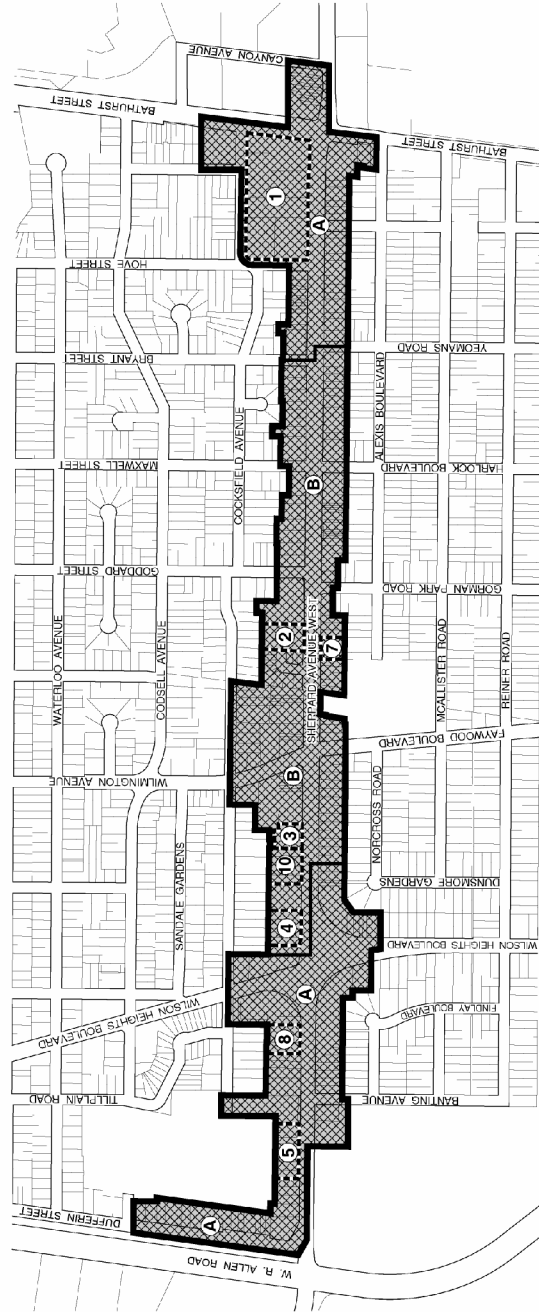 DUFFERIN STREET
W. R. ALLEN ROAD
TILLPLAIN ROAD
WILSON HEIGHTS BOULEVARD
SANDALE GARDENS
WILMINGTON AVENUE
WATERLOO AVENUE
CODSELL AVENUE
GODDARD STREET
MAXWELL STREET
COCKSFIELD AVENUE
BRYANT STREET
HOVE STREET
BATHURST STREET
CANYON AVENUE
A
5
8
A
4
10
3
B
2
SHEPPARD AVENUE WEST
7
B
1
A
BANTING AVENUE
FINDLAY BOULEVARD
WILSON HEIGHTS BOULEVARD
DUNSMORE GARDENS
NORCROSS ROAD
FAYWOOD BOULEVARD
MCALLISTER ROAD
REINER ROAD
GORMAN PARK ROAD
HARLOCK BOULEVARD
ALEXIS BOULEVARD
YEOMANS ROAD
BATHURST STREET